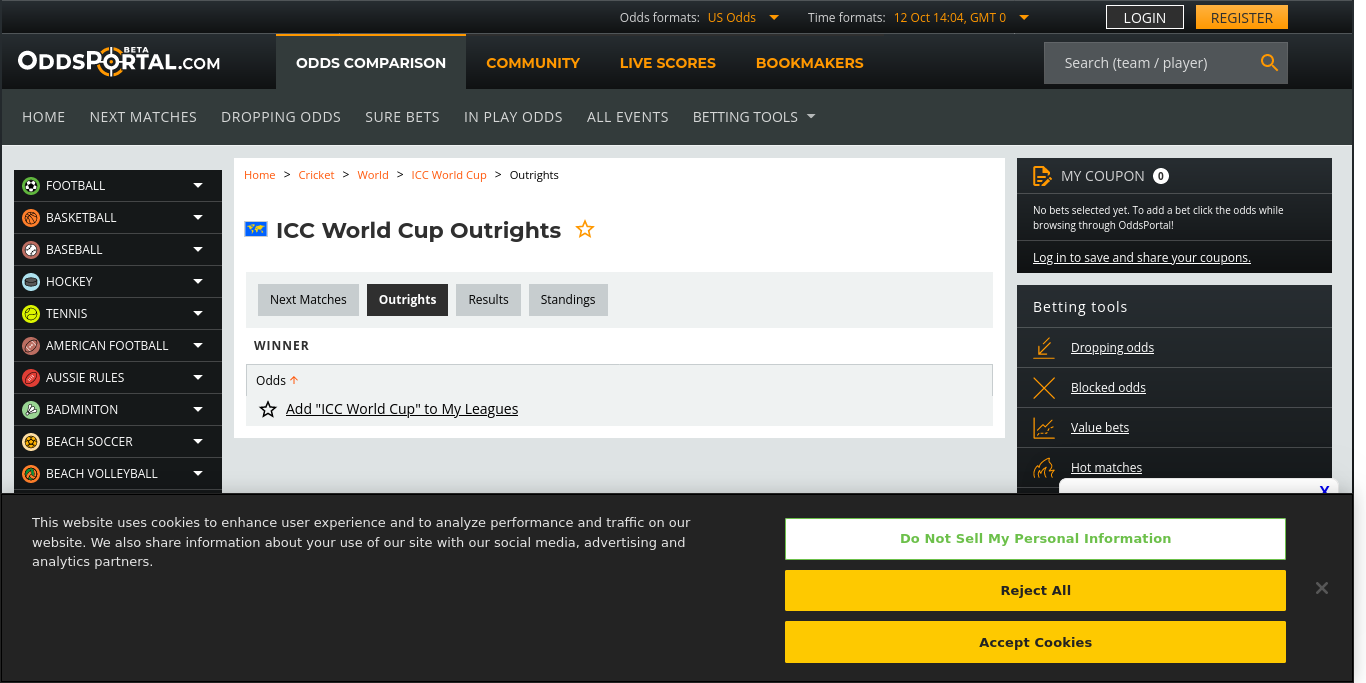 Odds formats: US Odds Time formats: 12 Oct 14:04, GMT 0 LOGIN REGISTER
ODDSPORTAL.COM BETA
ODDS COMPARISON COMMUNITY LIVE SCORES BOOKMAKERS Search (team / player)
HOME NEXT MATCHES DROPPING ODDS SURE BETS IN PLAY ODDS ALL EVENTS BETTING TOOLS
FOOTBALL
BASKETBALL
BASEBALL
HOCKEY
TENNIS
AMERICAN FOOTBALL
AUSSIE RULES
BADMINTON
BEACH SOCCER
BEACH VOLLEYBALL
Home > Cricket > World > ICC World Cup > Outrights
ICC World Cup Outrights
Next Matches Outrights Results Standings
WINNER
Odds
Add "ICC World Cup" to My Leagues
MY COUPON 0
No bets selected yet. To add a bet click the odds while
browsing through OddsPortal!
Log in to save and share your coupons.
Betting tools
Dropping odds
Blocked odds
Value bets
Hot matches
X
This website uses cookies to enhance user experience and to analyze performance and traffic on our
website. We also share information about your use of our site with our social media, advertising and
analytics partners.
Do Not Sell My Personal Information
Reject All
Accept Cookies